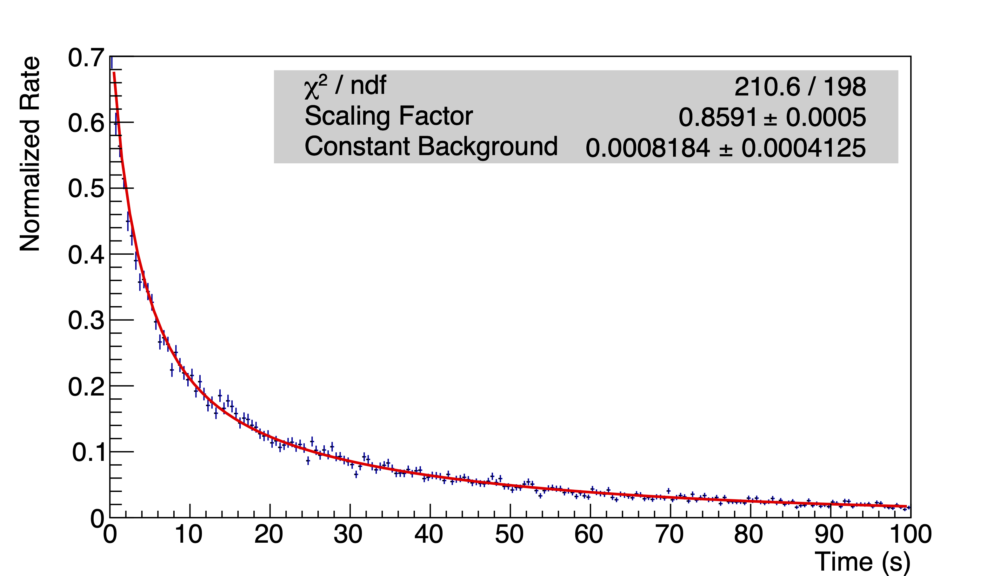 Normalized Rate
0.7
0.6
0.5
0.4
0.3
0.2
0.1
0
χ² / ndf 210.6 / 198
Scaling Factor 0.8591 ± 0.0005
Constant Background 0.0008184 ± 0.0004125
0 10 20 30 40 50 60 70 80 90 100
Time (s)